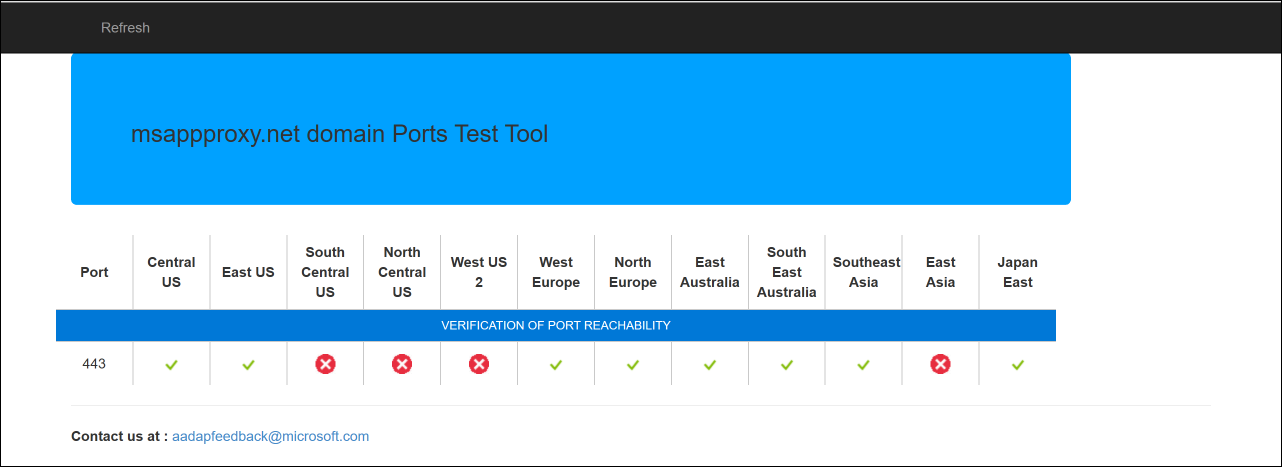 Refresh
msappproxy.net domain Ports Test Tool
Port Central US East US South Central US North Central US West US 2 West Europe North Europe East Australia South East Australia Southeast Asia East Asia Japan East
VERIFICATION OF PORT REACHABILITY
443
Contact us at : aadapfeedback@microsoft.com